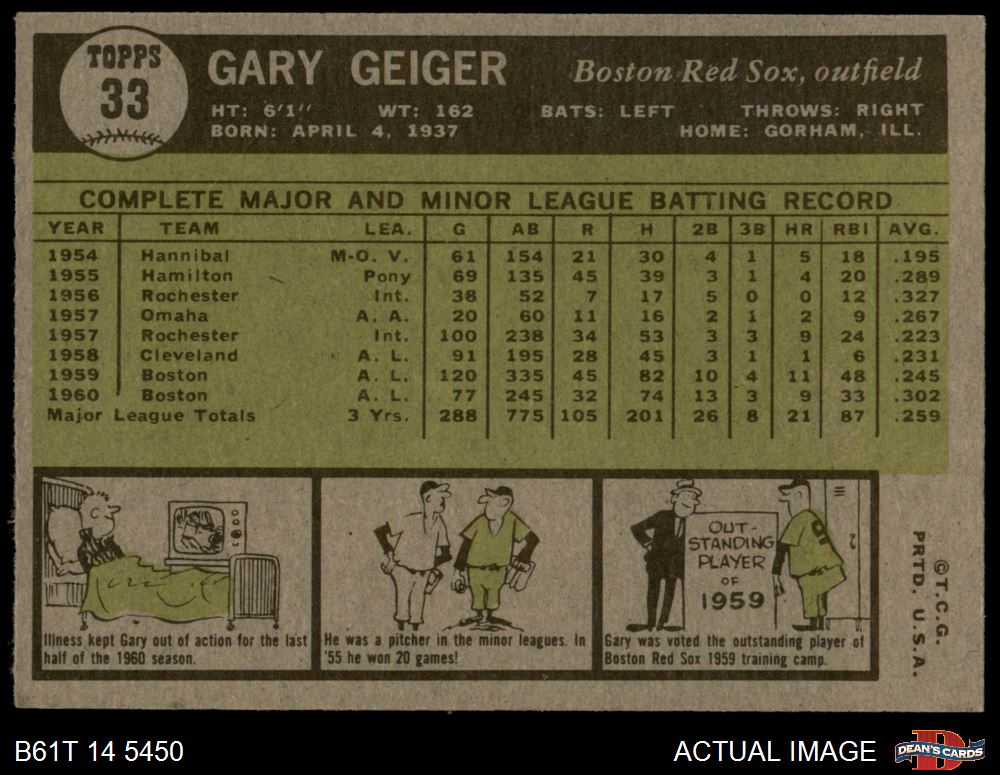 TOPPS
33
GARY GEIGER Boston Red Sox, outfield
HT: 6'1" WT: 162 BATS: LEFT THROWS: RIGHT
BORN: APRIL 4, 1937 HOME: GORHAM, ILL.
COMPLETE MAJOR AND MINOR LEAGUE BATTING RECORD
YEAR TEAM LEA. G AB R H 2B 3B HR RBI AVG.
1954 Hannibal M-O. V. 61 154 21 30 4 1 5 18 .195
1955 Hamilton Pony 69 135 45 39 3 1 4 20 .289
1956 Rochester Int. 38 52 7 17 5 0 0 12 .327
1957 Omaha A. A. 20 60 11 16 2 1 2 9 .267
1957 Rochester Int. 100 238 34 53 3 3 9 24 .223
1958 Cleveland A. L. 91 195 28 45 3 1 1 6 .231
1959 Boston A. L. 120 335 45 82 10 4 11 48 .245
1960 Boston A. L. 77 245 32 74 13 3 9 33 .302
Major League Totals 3 Yrs. 288 775 105 201 26 8 21 87 .259
Illness kept Gary out of action for the last
half of the 1960 season.
He was a pitcher in the minor leagues. In
'55 he won 20 games!
OUT-
STANDING
PLAYER
OF
1959
Gary was voted the outstanding player of
Boston Red Sox 1959 training camp.
©T.C.G.
PRTD. U.S.A.
B61T 14 5450
ACTUAL IMAGE
DEAN'S CARDS